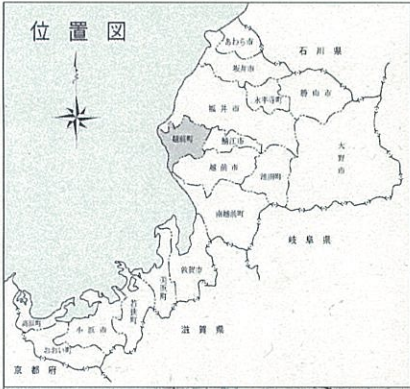 位置図
あわら市
石川県
坂井市
永平寺町
勝山市
福井市
越前町
鯖江市
大野市
越前市
池田町
南越前町
岐阜県
敦賀市
美浜町
若狭町
滋賀県
高浜町
小浜市
おおい町
京都府